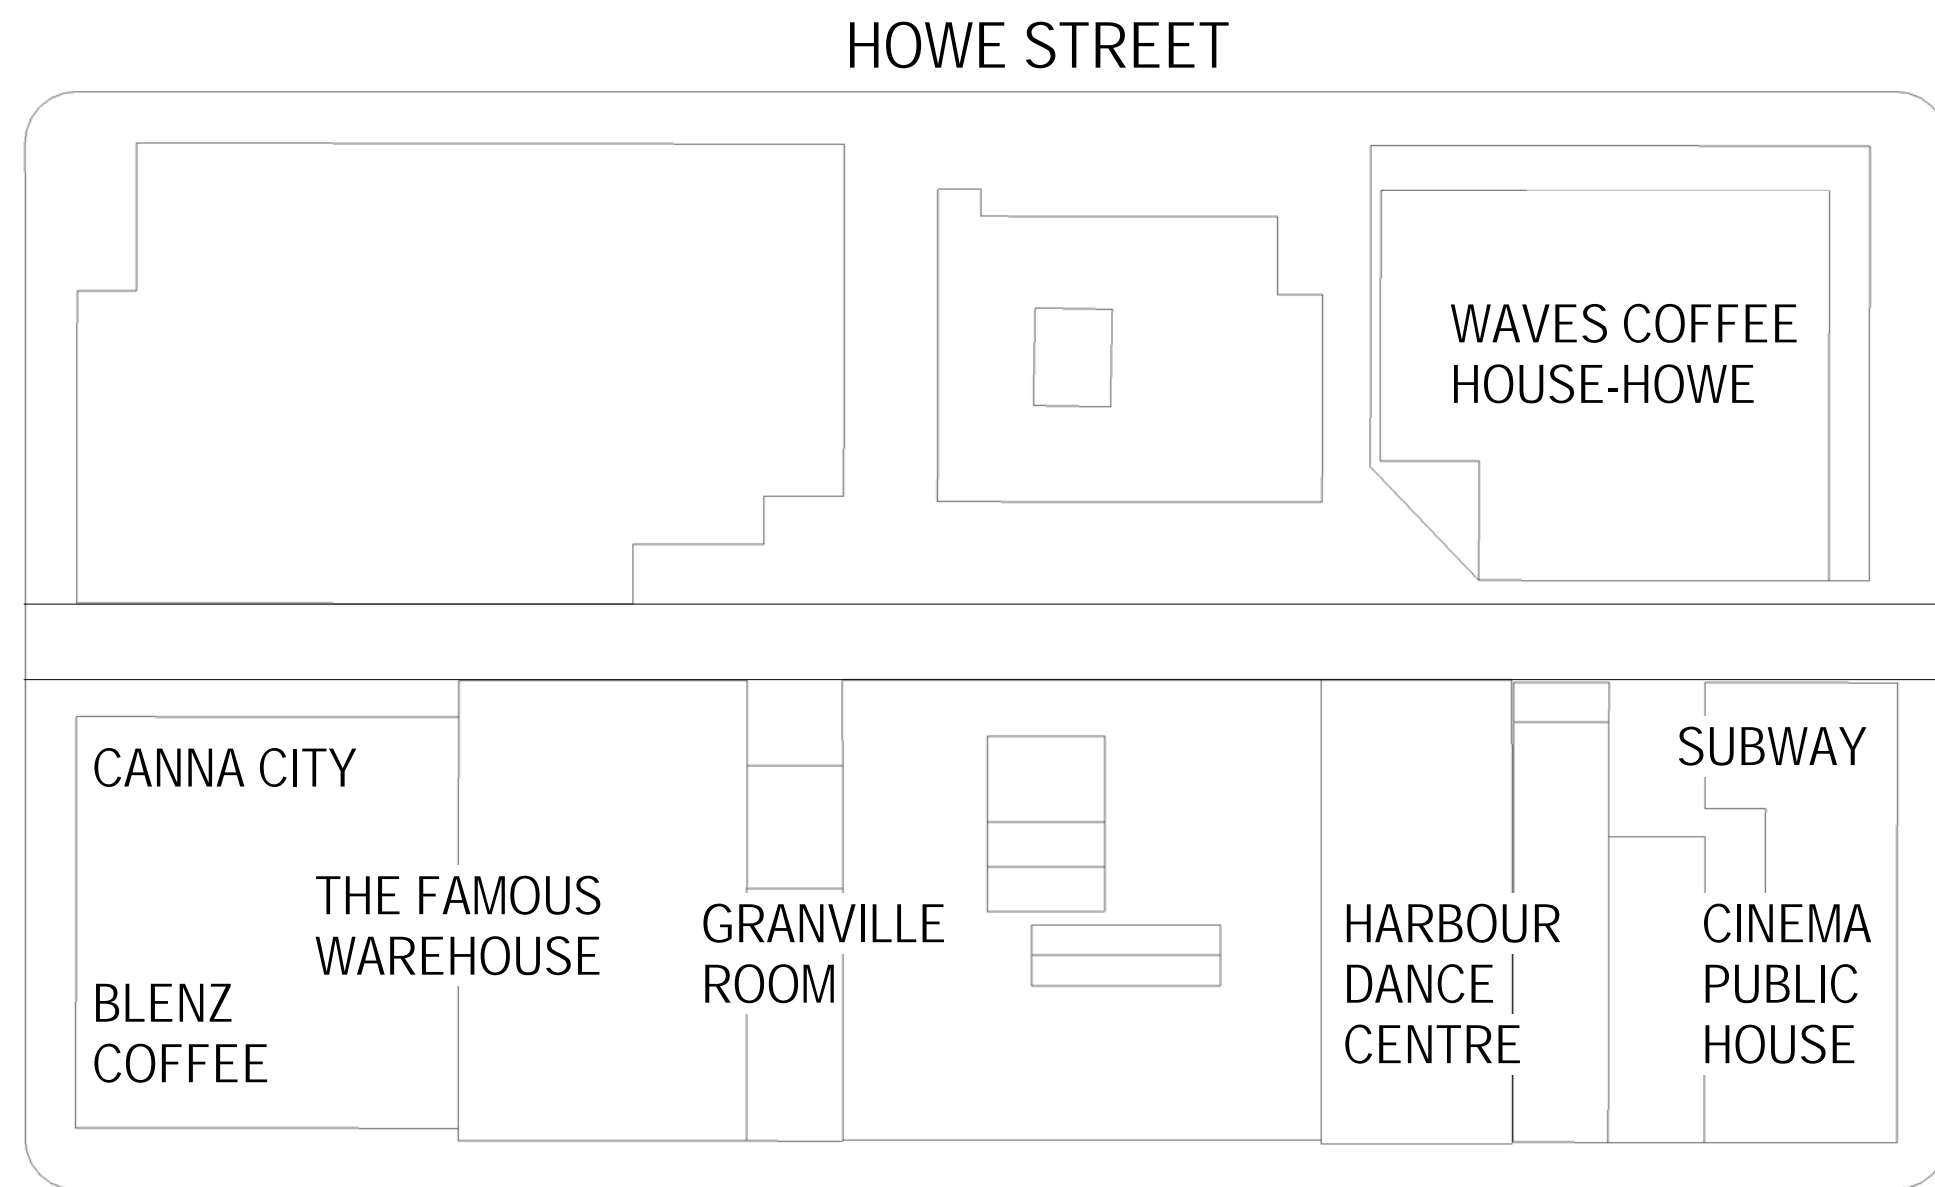 HOWE STREET
WAVES COFFEE
HOUSE-HOWE
CANNA CITY
SUBWAY
THE FAMOUS
WAREHOUSE
GRANVILLE
ROOM
HARBOUR
DANCE
CENTRE
CINEMA
PUBLIC
HOUSE
BLENZ
COFFEE